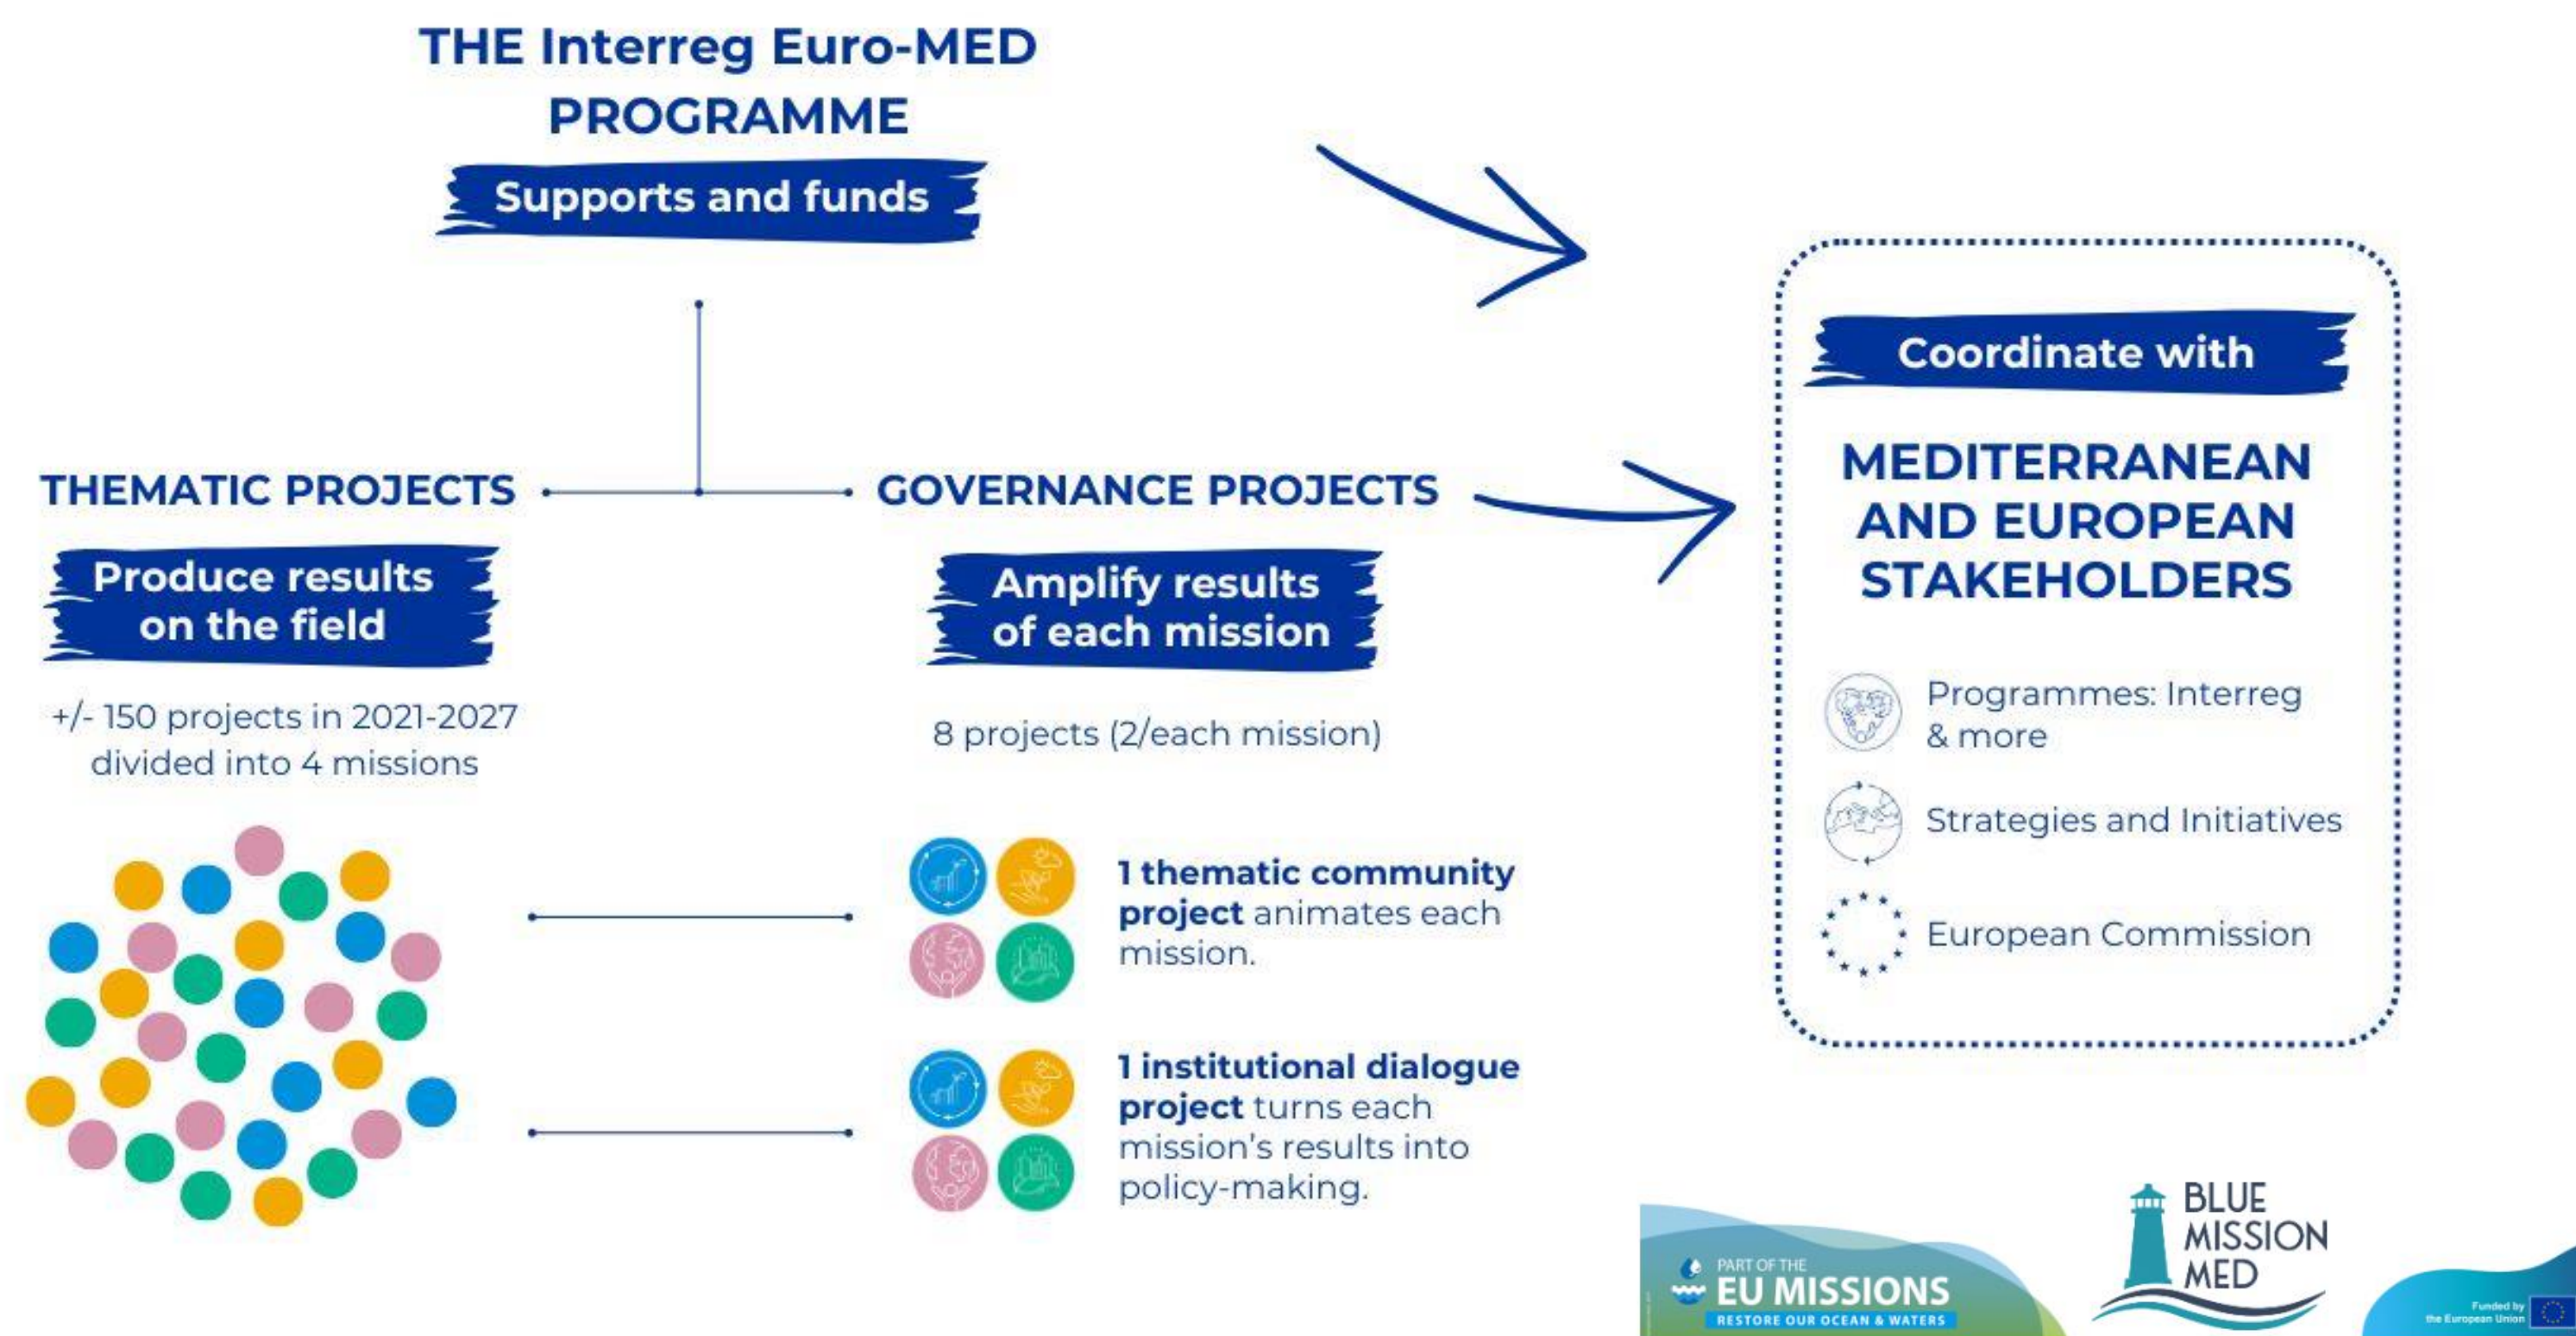 THE Interreg Euro-MED
PROGRAMME
Supports and funds
THEMATIC PROJECTS
Produce results
on the field
+/- 150 projects in 2021-2027
divided into 4 missions
GOVERNANCE PROJECTS
Amplify results
of each mission
8 projects (2/each mission)
1 thematic community
project animates each
mission.
1 institutional dialogue
project turns each
mission's results into
policy-making.
Coordinate with
MEDITERRANEAN
AND EUROPEAN
STAKEHOLDERS
Programmes: Interreg
& more
Strategies and Initiatives
European Commission
PART OF THE
EU MISSIONS
RESTORE OUR OCEAN & WATERS
BLUE
MISSION
MED
Funded by
the European Union